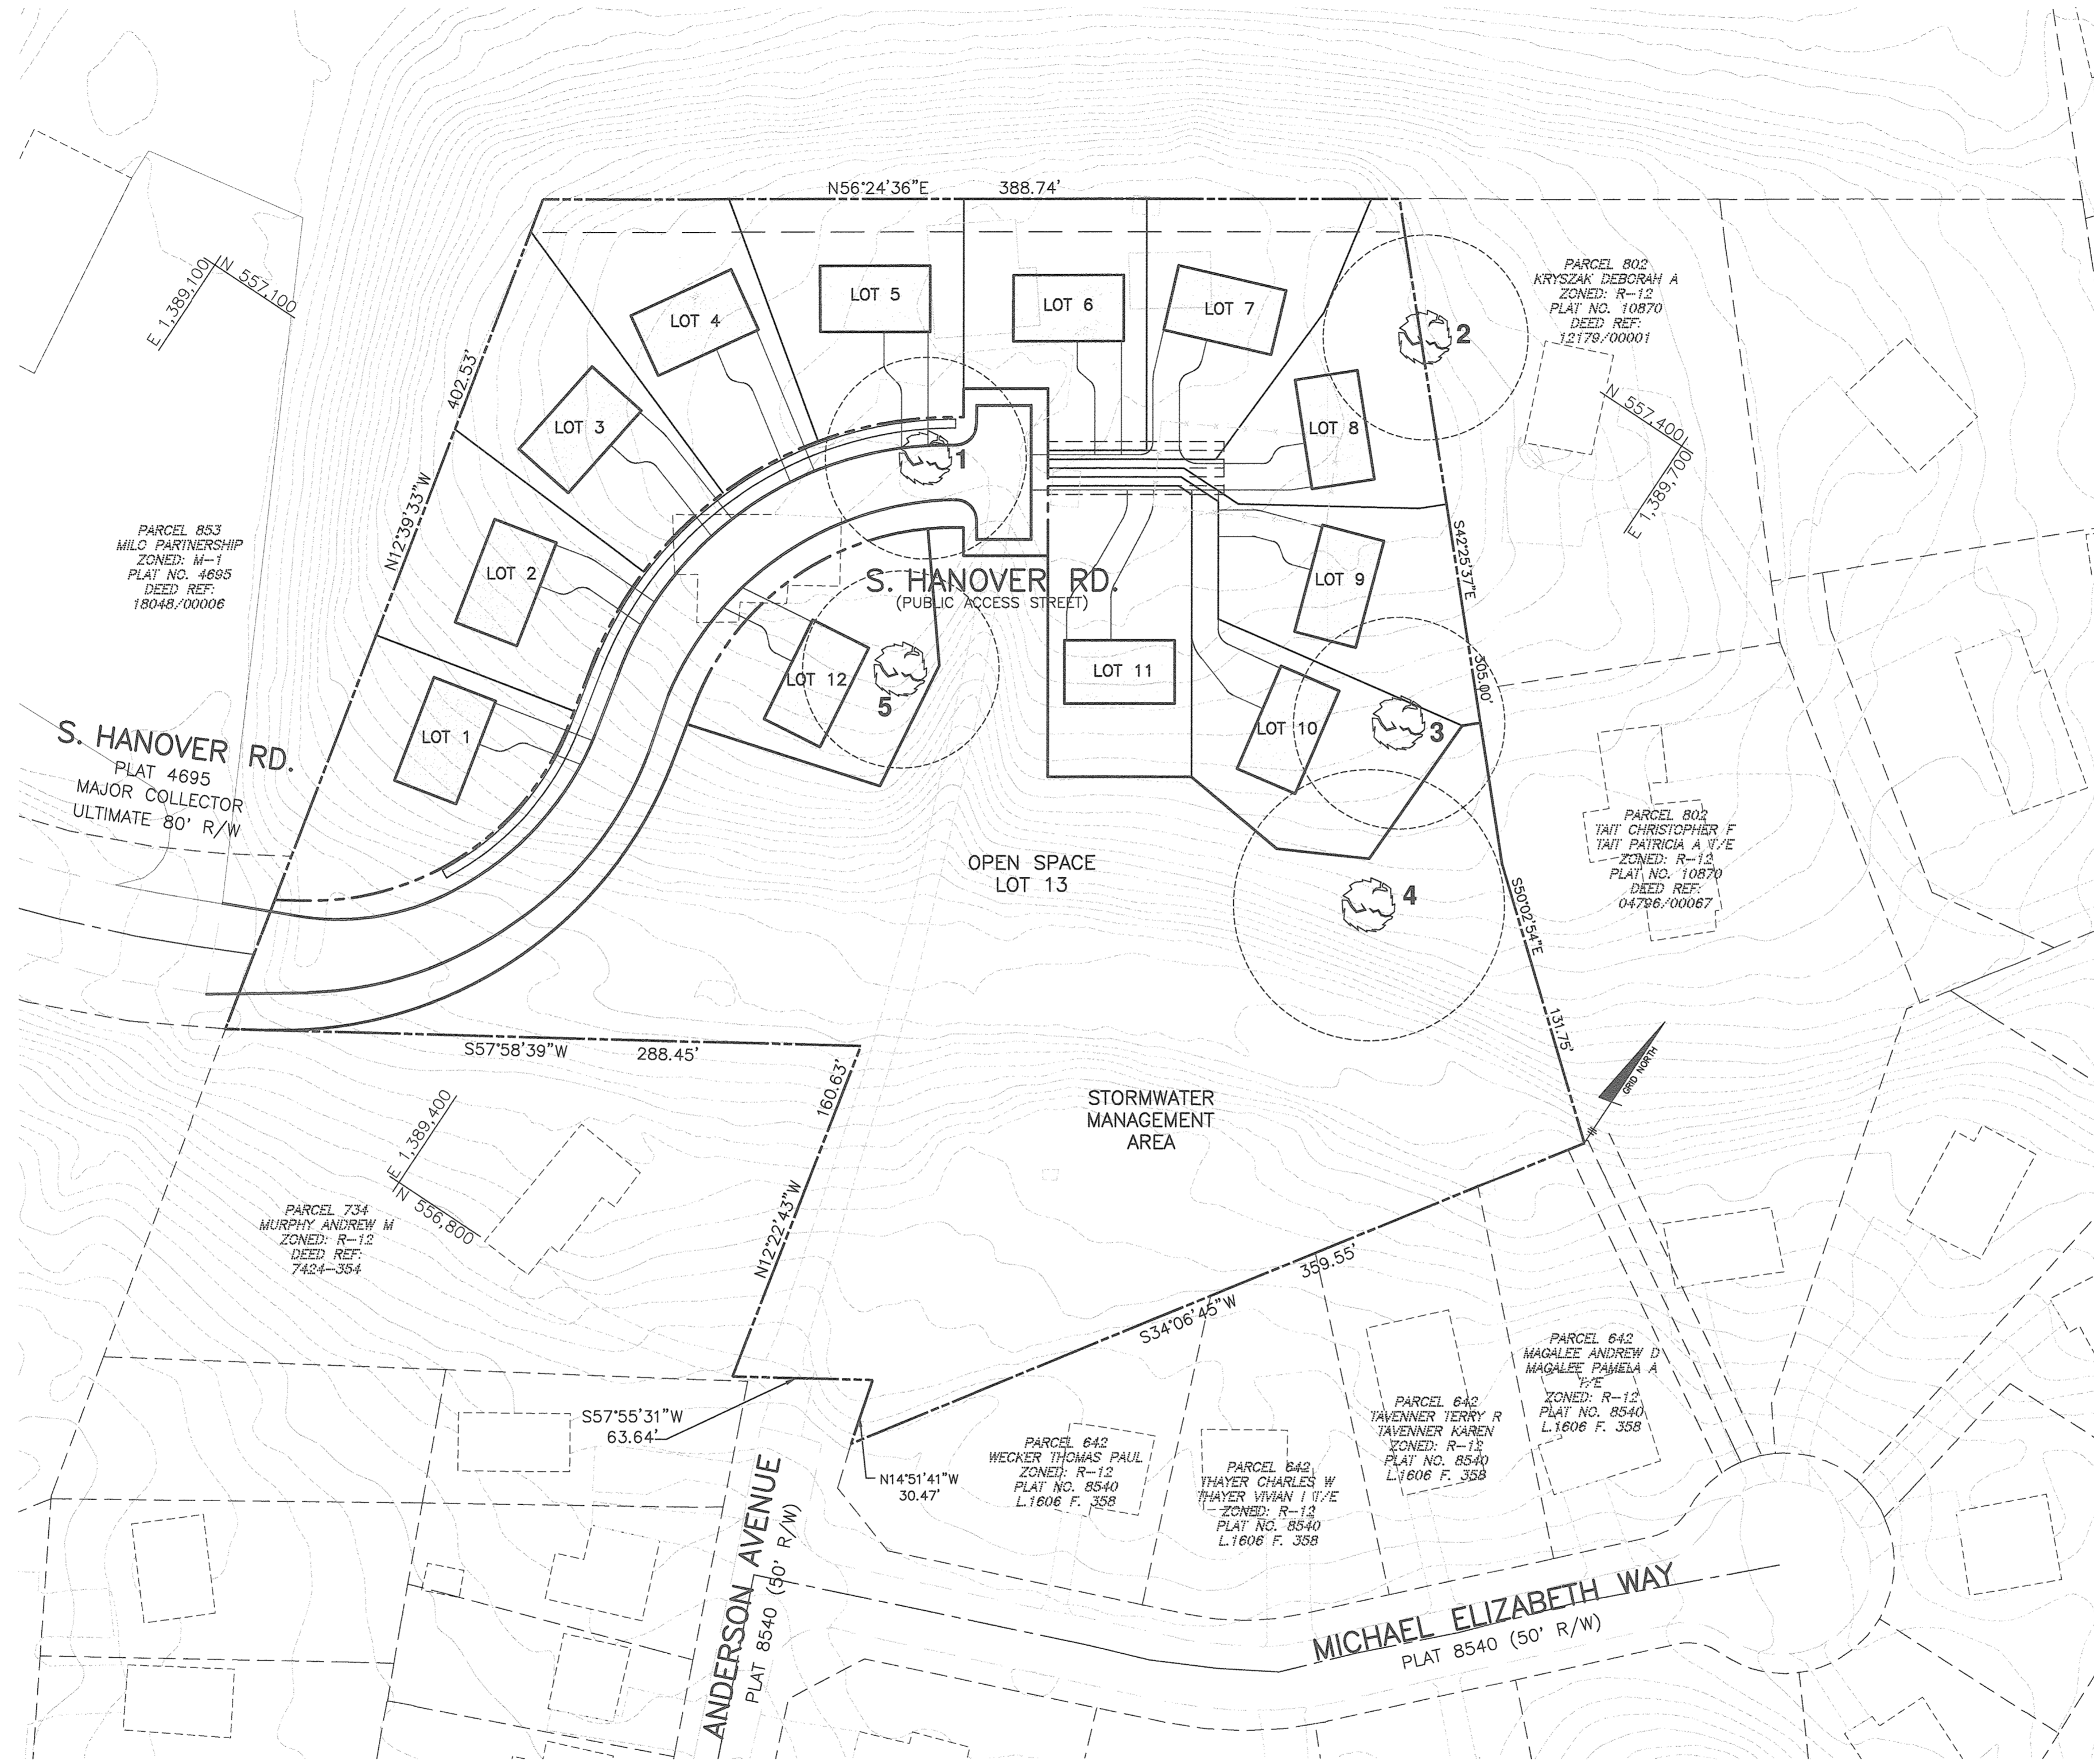 N56°24'36"E 388.74'
E 1,389,100
N 557,100
PARCEL 802
KRYSZAK DEBORAH A
ZONED: R-12
PLAT NO. 10870
DEED REF:
12179/00001
LOT 5
LOT 6
LOT 7
LOT 4
2
402.53'
N12°39'33"W
LOT 3
LOT 8
1
N 557,400
E 1,389,700
PARCEL 853
MILO PARTNERSHIP
ZONED: M-1
PLAT NO. 4695
DEED REF:
18048/00006
LOT 2
S. HANOVER RD.
(PUBLIC ACCESS STREET)
LOT 9
S42°25'37"E
305.00'
LOT 12
5
LOT 11
LOT 10
3
LOT 1
S. HANOVER RD.
PLAT 4695
MAJOR COLLECTOR
ULTIMATE 80' R/W
OPEN SPACE
LOT 13
4
PARCEL 802
TAIT CHRISTOPHER F
TAIT PATRICIA A T/E
ZONED: R-12
PLAT NO. 10870
DEED REF:
04796/00067
S50°02'54"E
131.75'
S57°58'39"W 288.45'
160.63'
N12°22'43"W
GRID NORTH
STORMWATER
MANAGEMENT
AREA
E 1,389,400
N 556,800
PARCEL 734
MURPHY ANDREW M
ZONED: R-12
DEED REF:
7424-354
359.55'
S34°06'45"W
S57°55'31"W
63.64'
N14°51'41"W
30.47'
PARCEL 642
WECKER THOMAS PAUL
ZONED: R-12
PLAT NO. 8540
L.1606 F. 358
PARCEL 642
THAYER CHARLES W
THAYER VIVIAN I T/E
ZONED: R-12
PLAT NO. 8540
L.1606 F. 358
PARCEL 642
TAVENNER TERRY R
TAVENNER KAREN
ZONED: R-12
PLAT NO. 8540
L.1606 F. 358
PARCEL 642
MAGALEE ANDREW D
MAGALEE PAMELA A
T/E
ZONED: R-12
PLAT NO. 8540
L.1606 F. 358
ANDERSON AVENUE
PLAT 8540 (50' R/W)
MICHAEL ELIZABETH WAY
PLAT 8540 (50' R/W)